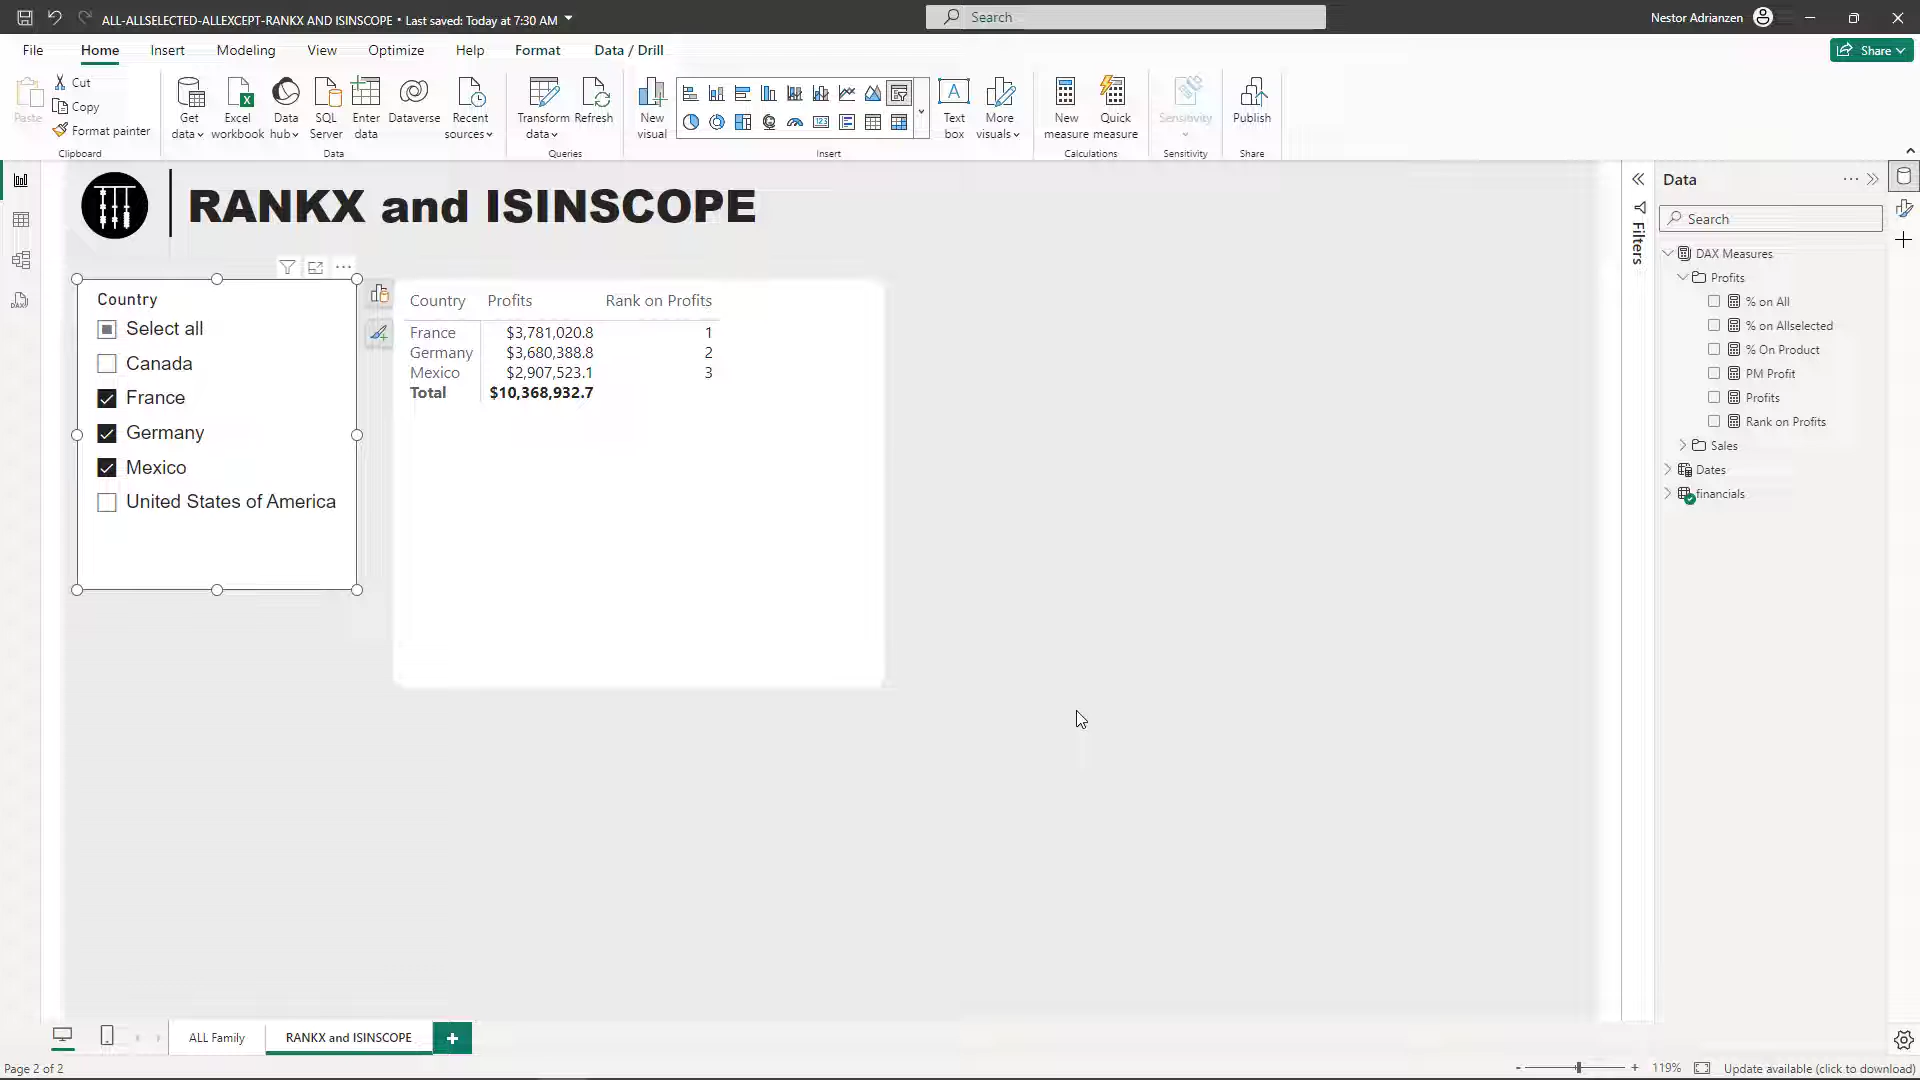 ALL-ALLSELECTED-ALLEXCEPT-RANKX AND ISINSCOPE • Last saved: Today at 7:30 AM
Search
Nestor Adrianzen
File Home Insert Modeling View Optimize Help Format Data / Drill
Share
Paste
Cut
Copy
Format painter
Clipboard
Get data
Excel workbook
Data hub
SQL Server
Enter data
Dataverse
Recent sources
Data
Transform data
Refresh
Queries
New visual
123
Text box
More visuals
Insert
New measure
Quick measure
Calculations
Sensitivity
Sensitivity
Publish
Share
RANKX and ISINSCOPE
Country
Select all
Canada
France
Germany
Mexico
United States of America
Country Profits Rank on Profits
France $3,781,020.8 1
Germany $3,680,388.8 2
Mexico $2,907,523.1 3
Total $10,368,932.7
Filters
Data
Search
DAX Measures
Profits
% on All
% on Allselected
% On Product
PM Profit
Profits
Rank on Profits
Sales
Dates
financials
DAX
ALL Family
RANKX and ISINSCOPE
+
Page 2 of 2
- + 119%
Update available (click to download)